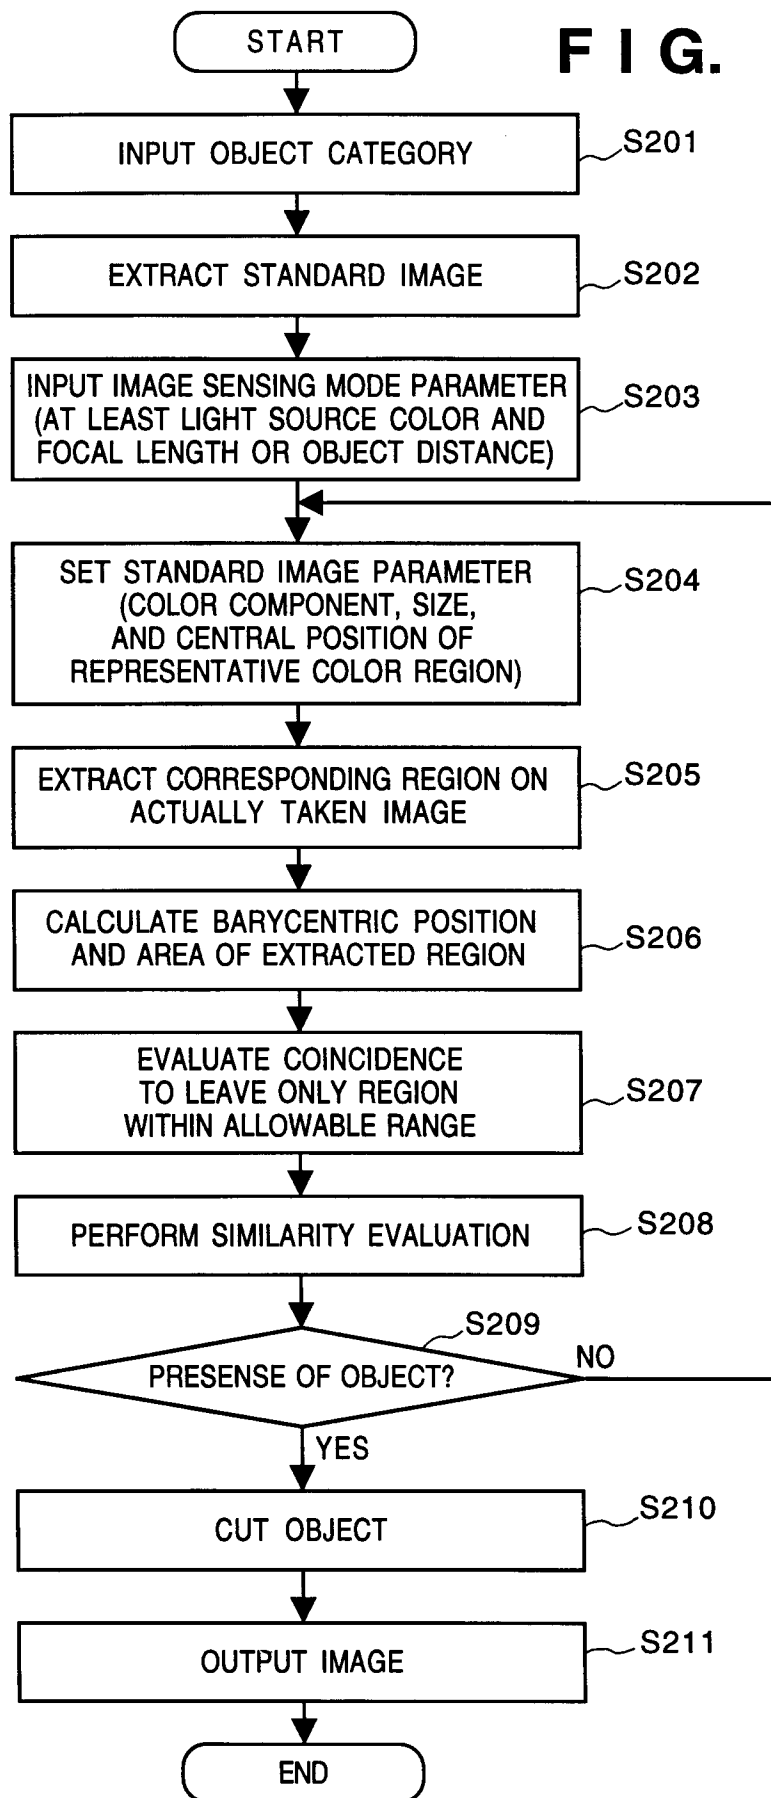 START
F I G.
INPUT OBJECT CATEGORY
S201
EXTRACT STANDARD IMAGE
S202
INPUT IMAGE SENSING MODE PARAMETER
(AT LEAST LIGHT SOURCE COLOR AND
FOCAL LENGTH OR OBJECT DISTANCE)
S203
SET STANDARD IMAGE PARAMETER
(COLOR COMPONENT, SIZE,
AND CENTRAL POSITION OF
REPRESENTATIVE COLOR REGION)
S204
EXTRACT CORRESPONDING REGION ON
ACTUALLY TAKEN IMAGE
S205
CALCULATE BARYCENTRIC POSITION
AND AREA OF EXTRACTED REGION
S206
EVALUATE COINCIDENCE
TO LEAVE ONLY REGION
WITHIN ALLOWABLE RANGE
S207
PERFORM SIMILARITY EVALUATION
S208
S209
PRESENSE OF OBJECT?
NO
YES
CUT OBJECT
S210
OUTPUT IMAGE
S211
END